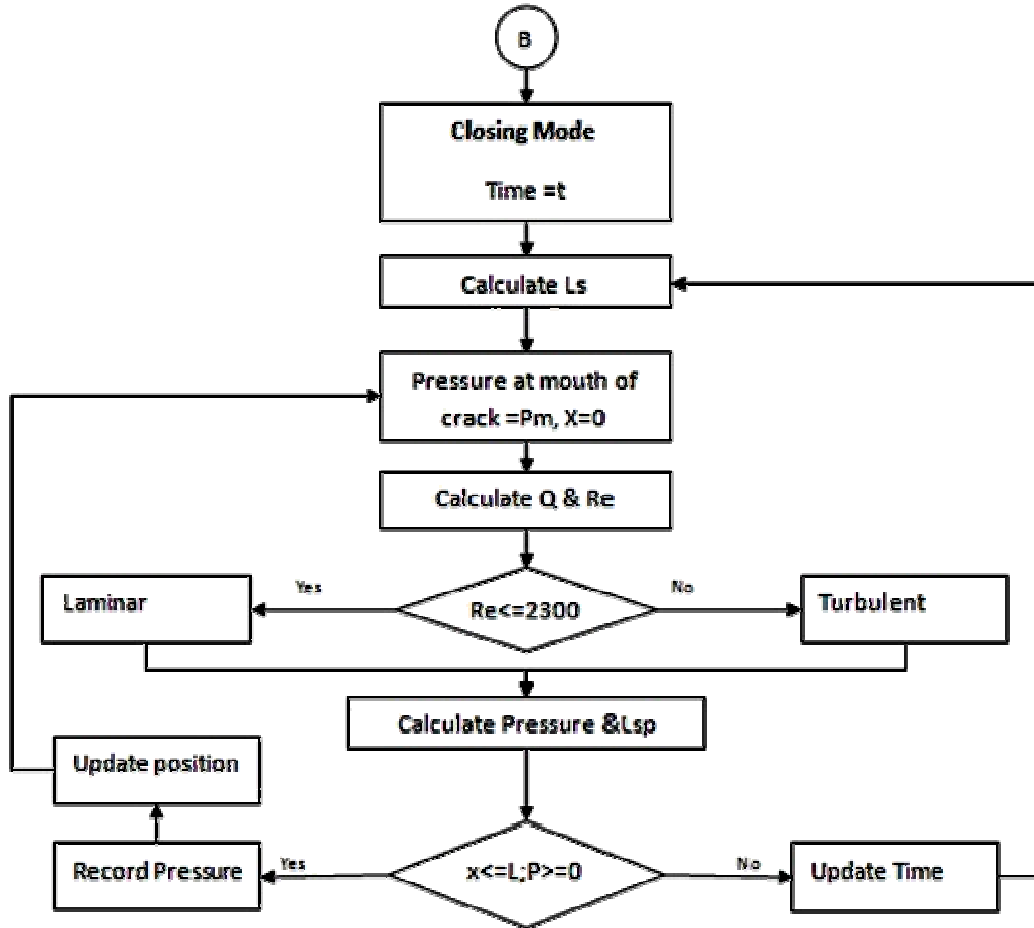 B
Closing Mode
Time =t
Calculate Ls
Pressure at mouth of
crack =Pm, X=0
Calculate Q & Re
Yes
No
Laminar
Re<=2300
Turbulent
Calculate Pressure &Lsp
Update position
Record Pressure
Yes
x<=L;P>=0
No
Update Time